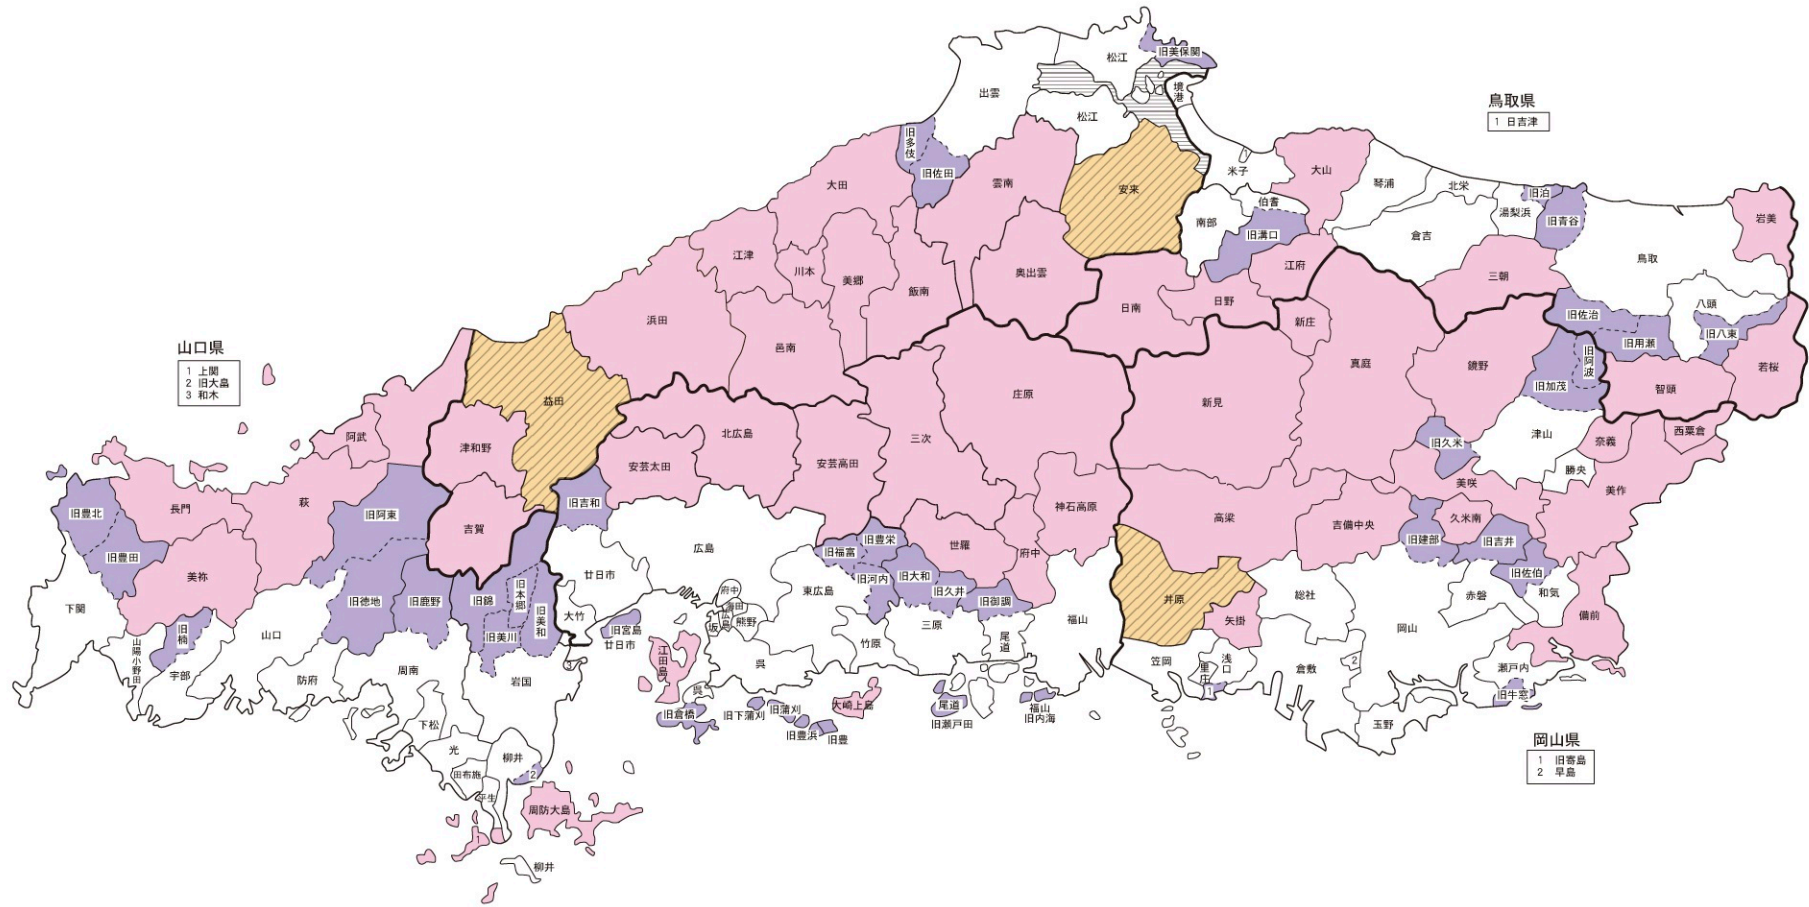 鳥取県
1 日吉津
山口県
1 上関
2 旧大畠
3 和木
岡山県
1 旧寄島
2 早島
松江
旧美保関
境港
出雲
松江
旧多伎
旧佐田
雲南
安来
米子
大山
琴浦
北栄
旧泊
湯梨浜
旧青谷
岩美
大田
伯耆
南部
旧溝口
倉吉
鳥取
江津
川本
美郷
飯南
奥出雲
日南
日野
江府
三朝
八頭
旧佐治
旧用瀬
旧八東
若桜
智頭
浜田
邑南
新庄
真庭
鏡野
旧阿波
旧加茂
益田
津和野
吉賀
北広島
安芸太田
安芸高田
三次
庄原
新見
旧久米
津山
奈義
西粟倉
勝央
美咲
美作
阿武
萩
長門
旧豊北
旧豊田
美祢
旧阿東
旧吉和
神石高原
高梁
吉備中央
久米南
旧建部
旧吉井
旧佐伯
和気
備前
世羅
府中
旧豊栄
旧福富
旧河内
旧大和
旧久井
旧御調
広島
廿日市
東広島
下関
旧楠
山陽小野田
宇部
山口
防府
旧徳地
旧鹿野
旧錦
旧本郷
旧美川
旧美和
大竹
旧宮島
廿日市
府中
海田
広島
坂
熊野
呉
竹原
三原
尾道
福山
井原
矢掛
総社
赤磐
岡山
笠岡
里庄
浅口
1
倉敷
2
瀬戸内
旧牛窓
玉野
周南
岩国
3
下松
光
田布施
柳井
2
平生
1
周防大島
柳井
江田島
呉
旧倉橋
旧下蒲刈
旧蒲刈
旧豊浜
旧豊
大崎上島
尾道
旧瀬戸田
福山
旧内海